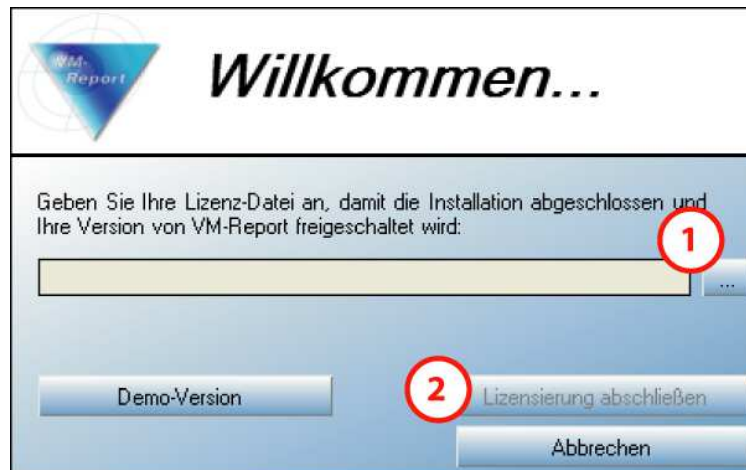 VM-
Report
Willkommen...
Geben Sie Ihre Lizenz-Datei an, damit die Installation abgeschlossen und
Ihre Version von VM-Report freigeschaltet wird:
1
...
Demo-Version
2
Lizensierung abschließen
Abbrechen